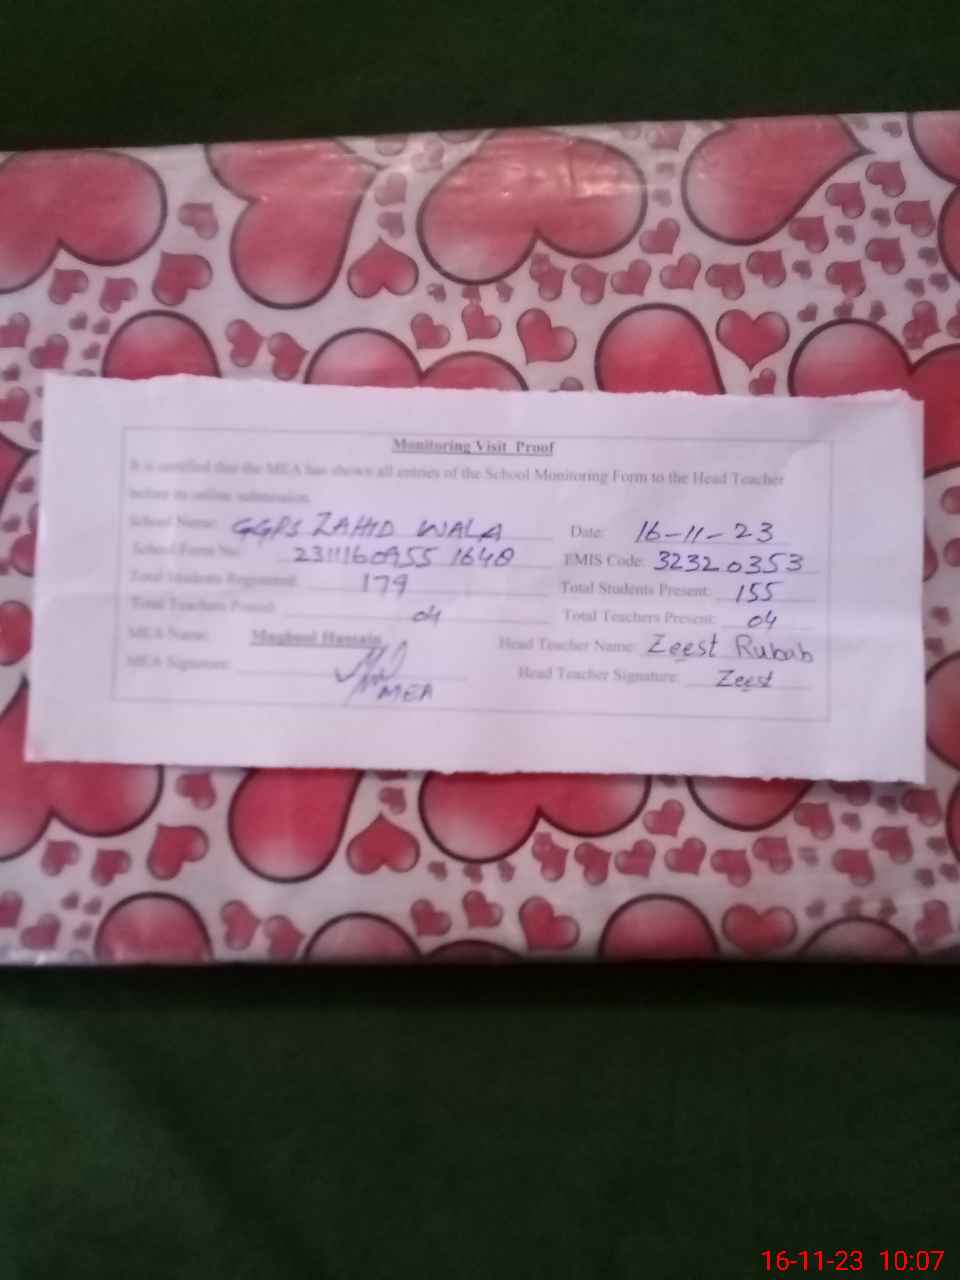 Monitoring Visit Proof
It is certified that the MEA has shown all entries of the School Monitoring Form to the Head Teacher
before its online submission.
School Name: GGPS ZAHID WALA Date: 16-11-23
School Form No: 2311160955 1648 EMIS Code: 32320353
Total Students Registered: 179 Total Students Present: 155
Total Teachers Posted: 04 Total Teachers Present: 04
MEA Name: Maqbool Hussain Head Teacher Name: Zeest Rubab
MEA Signature: MEA Head Teacher Signature: Zeest
16-11-23 10:07